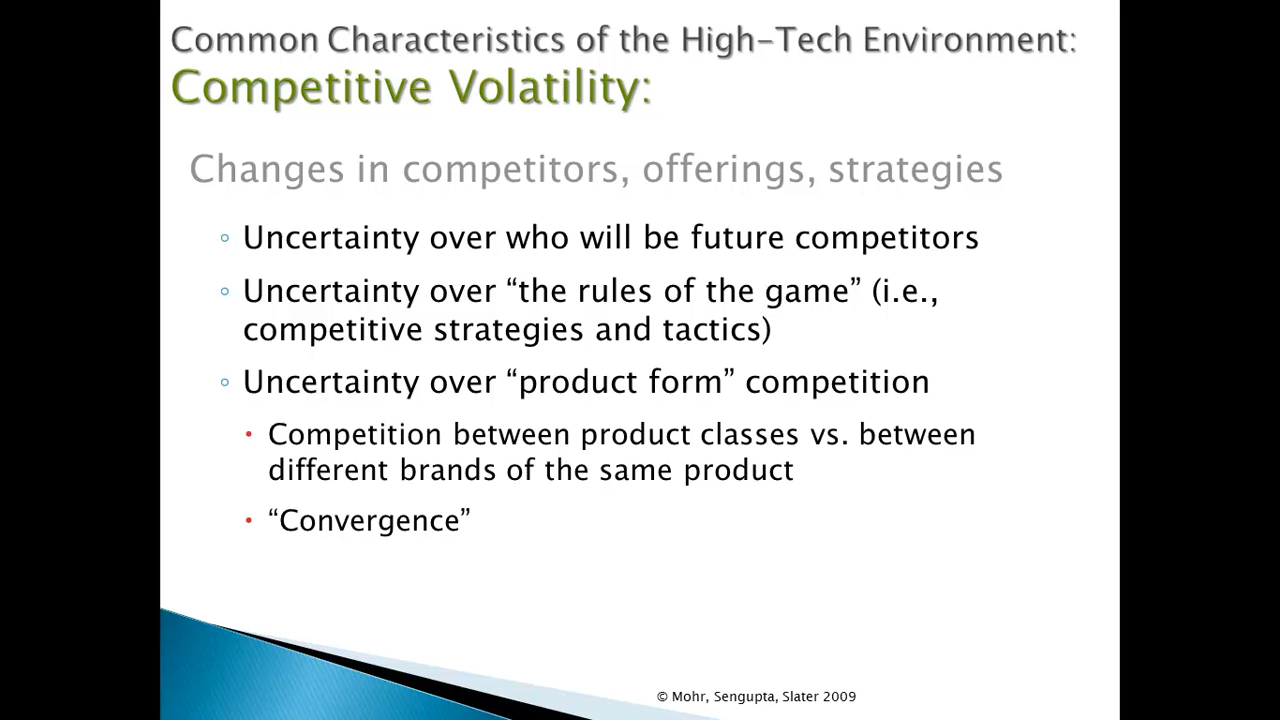 Common Characteristics of the High-Tech Environment:
Competitive Volatility:
Changes in competitors, offerings, strategies
◦ Uncertainty over who will be future competitors
◦ Uncertainty over “the rules of the game” (i.e.,
competitive strategies and tactics)
◦ Uncertainty over “product form” competition
▪ Competition between product classes vs. between
different brands of the same product
▪ “Convergence”
© Mohr, Sengupta, Slater 2009